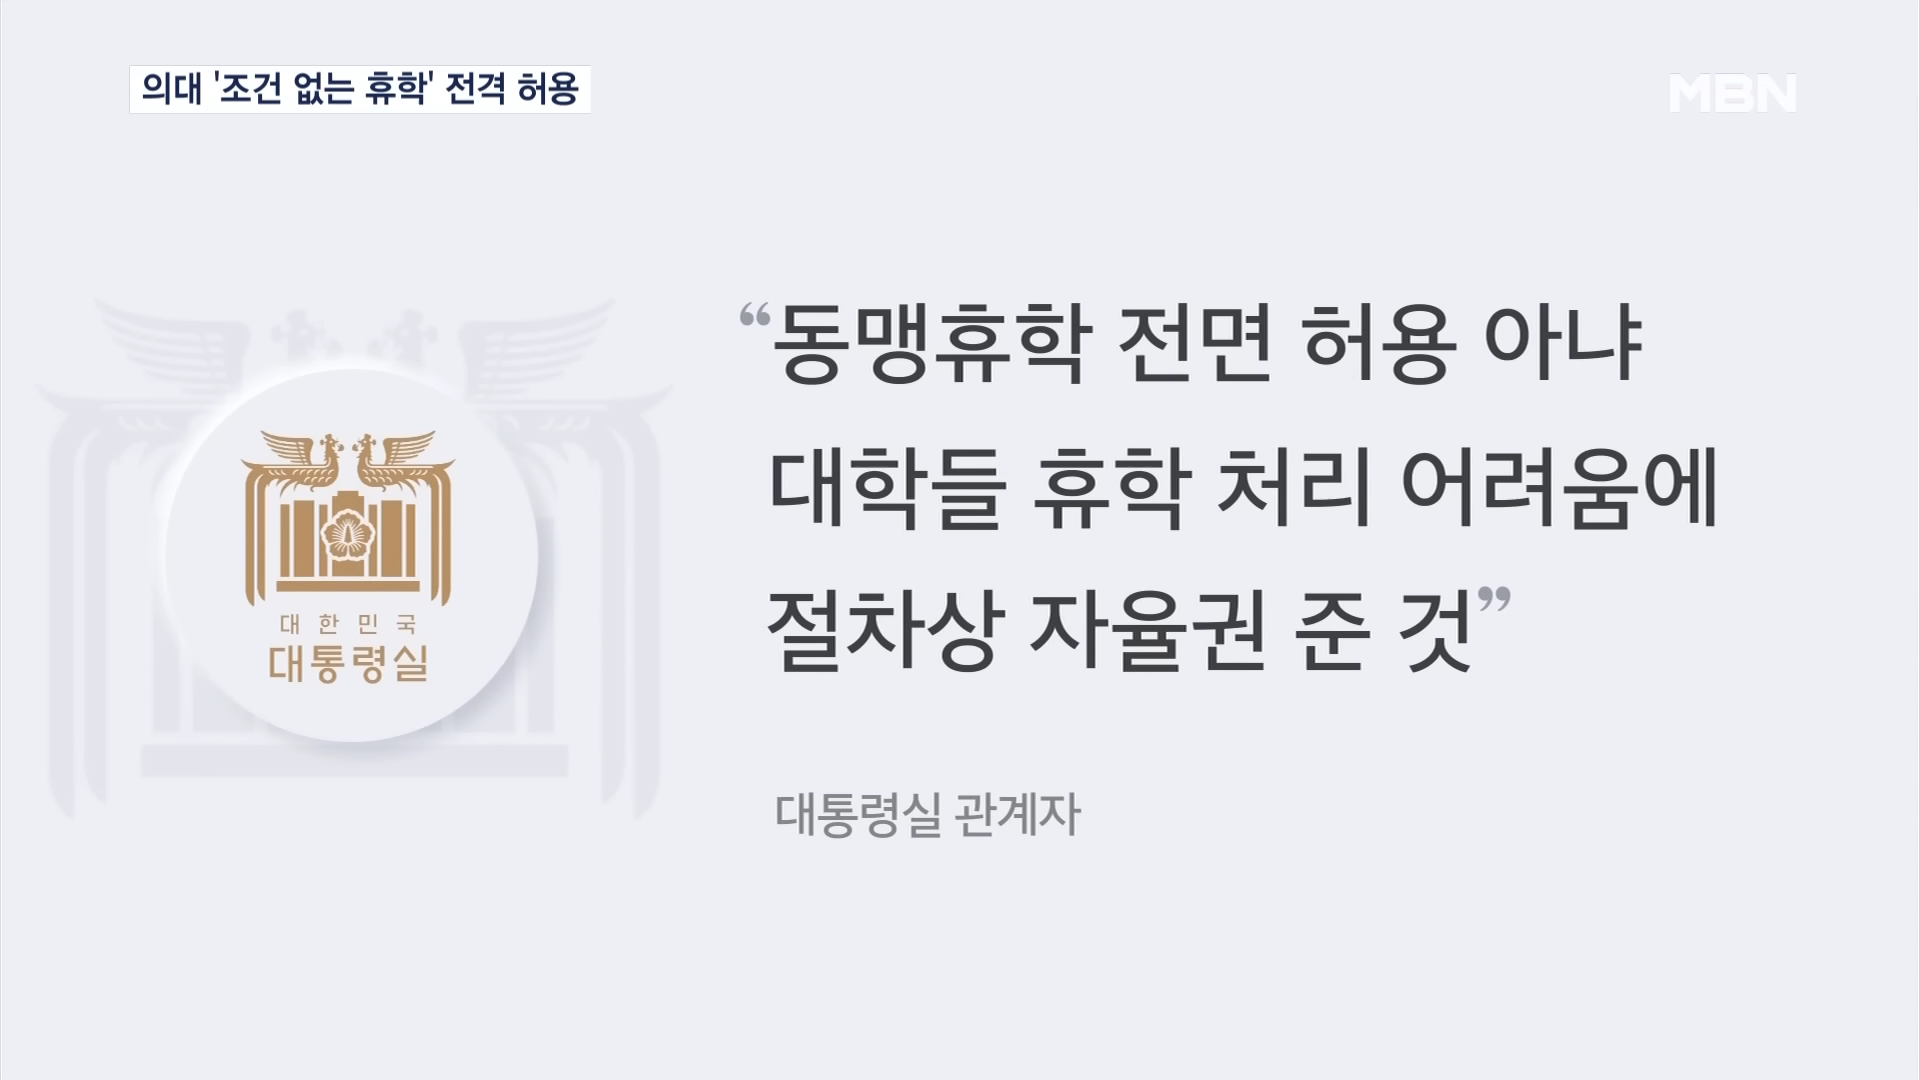 의대 '조건 없는 휴학' 전격 허용
MBN
“동맹휴학 전면 허용 아냐
대학들 휴학 처리 어려움에
절차상 자율권 준 것”
대통령실 관계자
대한민국
대통령실